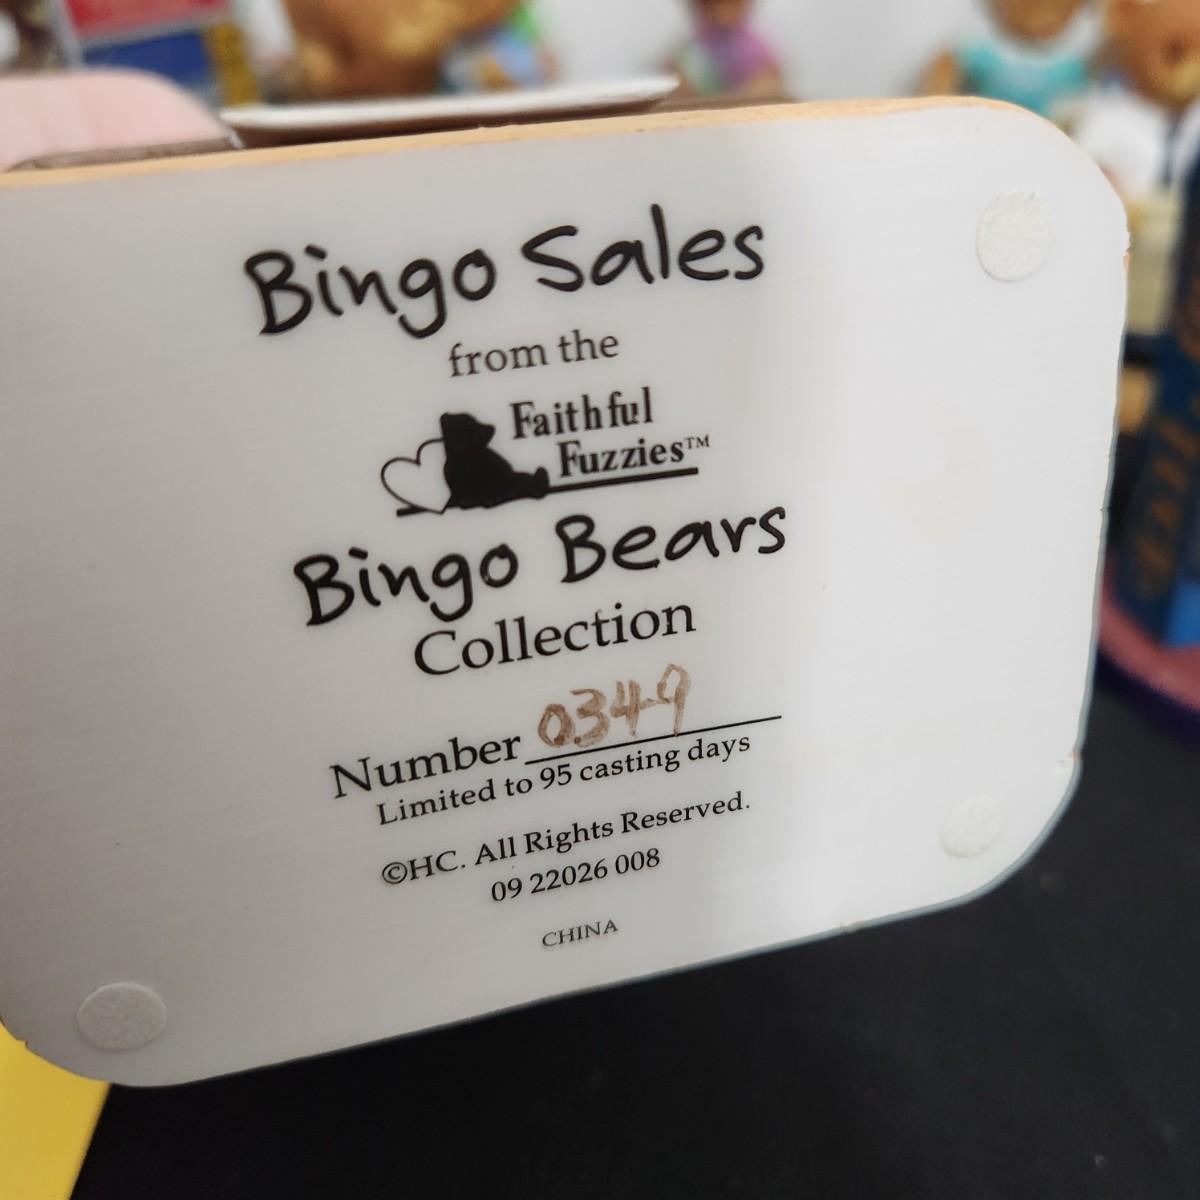 Bingo Sales
from the
Faithful
Fuzzies™
Bingo Bears
Collection
Number 0349
Limited to 95 casting days
©HC. All Rights Reserved.
09 22026 008
CHINA